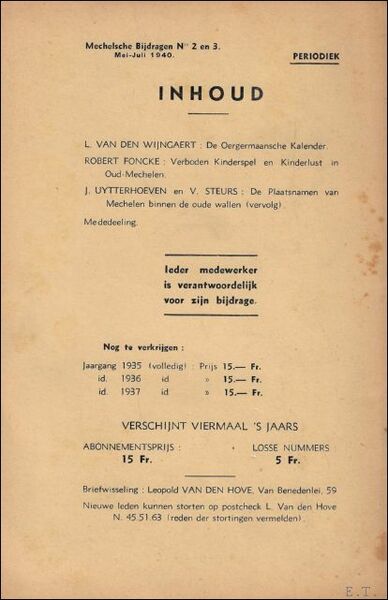 Mechelsche Bijdragen Nrs 2 en 3.
Mei-Juli 1940.
PERIODIEK
INHOUD
L. VAN DEN WIJNGAERT : De Oergermaansche Kalender.
ROBERT FONCKE : Verboden Kinderspel en Kinderlust in
Oud-Mechelen.
J. UYTTERHOEVEN en V. STEURS : De Plaatsnamen van
Mechelen binnen de oude wallen (vervolg).
Mededeeling.
Ieder medewerker
is verantwoordelijk
voor zijn bijdrage.
Nog te verkrijgen :
Jaargang 1935 (volledig) : Prijs 15.— Fr.
id. 1936 id » 15.— Fr.
id. 1937 id » 15.— Fr.
VERSCHIJNT VIERMAAL 'S JAARS
ABONNEMENTSPRIJS : LOSSE NUMMERS
15 Fr. 5 Fr.
Briefwisseling : Leopold VAN DEN HOVE, Van Benedenlei, 59
Nieuwe leden kunnen storten op postcheck L. Van den Hove
N. 45.51.63 (reden der stortingen vermelden).
E.T.